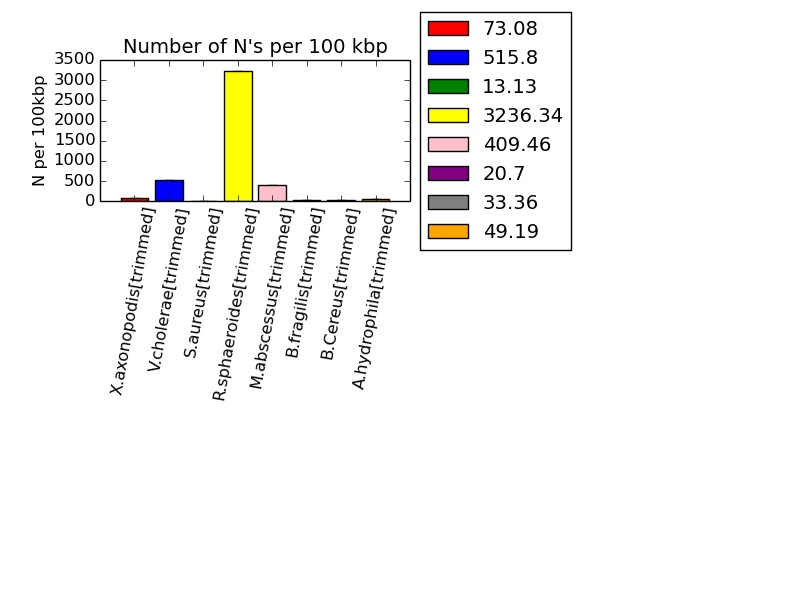 Number of N's per 100 kbp
N per 100kbp
3500
3000
2500
2000
1500
1000
500
0
X.axonopodis[trimmed]
V.cholerae[trimmed]
S.aureus[trimmed]
R.sphaeroides[trimmed]
M.abscessus[trimmed]
B.fragilis[trimmed]
B.Cereus[trimmed]
A.hydrophila[trimmed]
73.08
515.8
13.13
3236.34
409.46
20.7
33.36
49.19